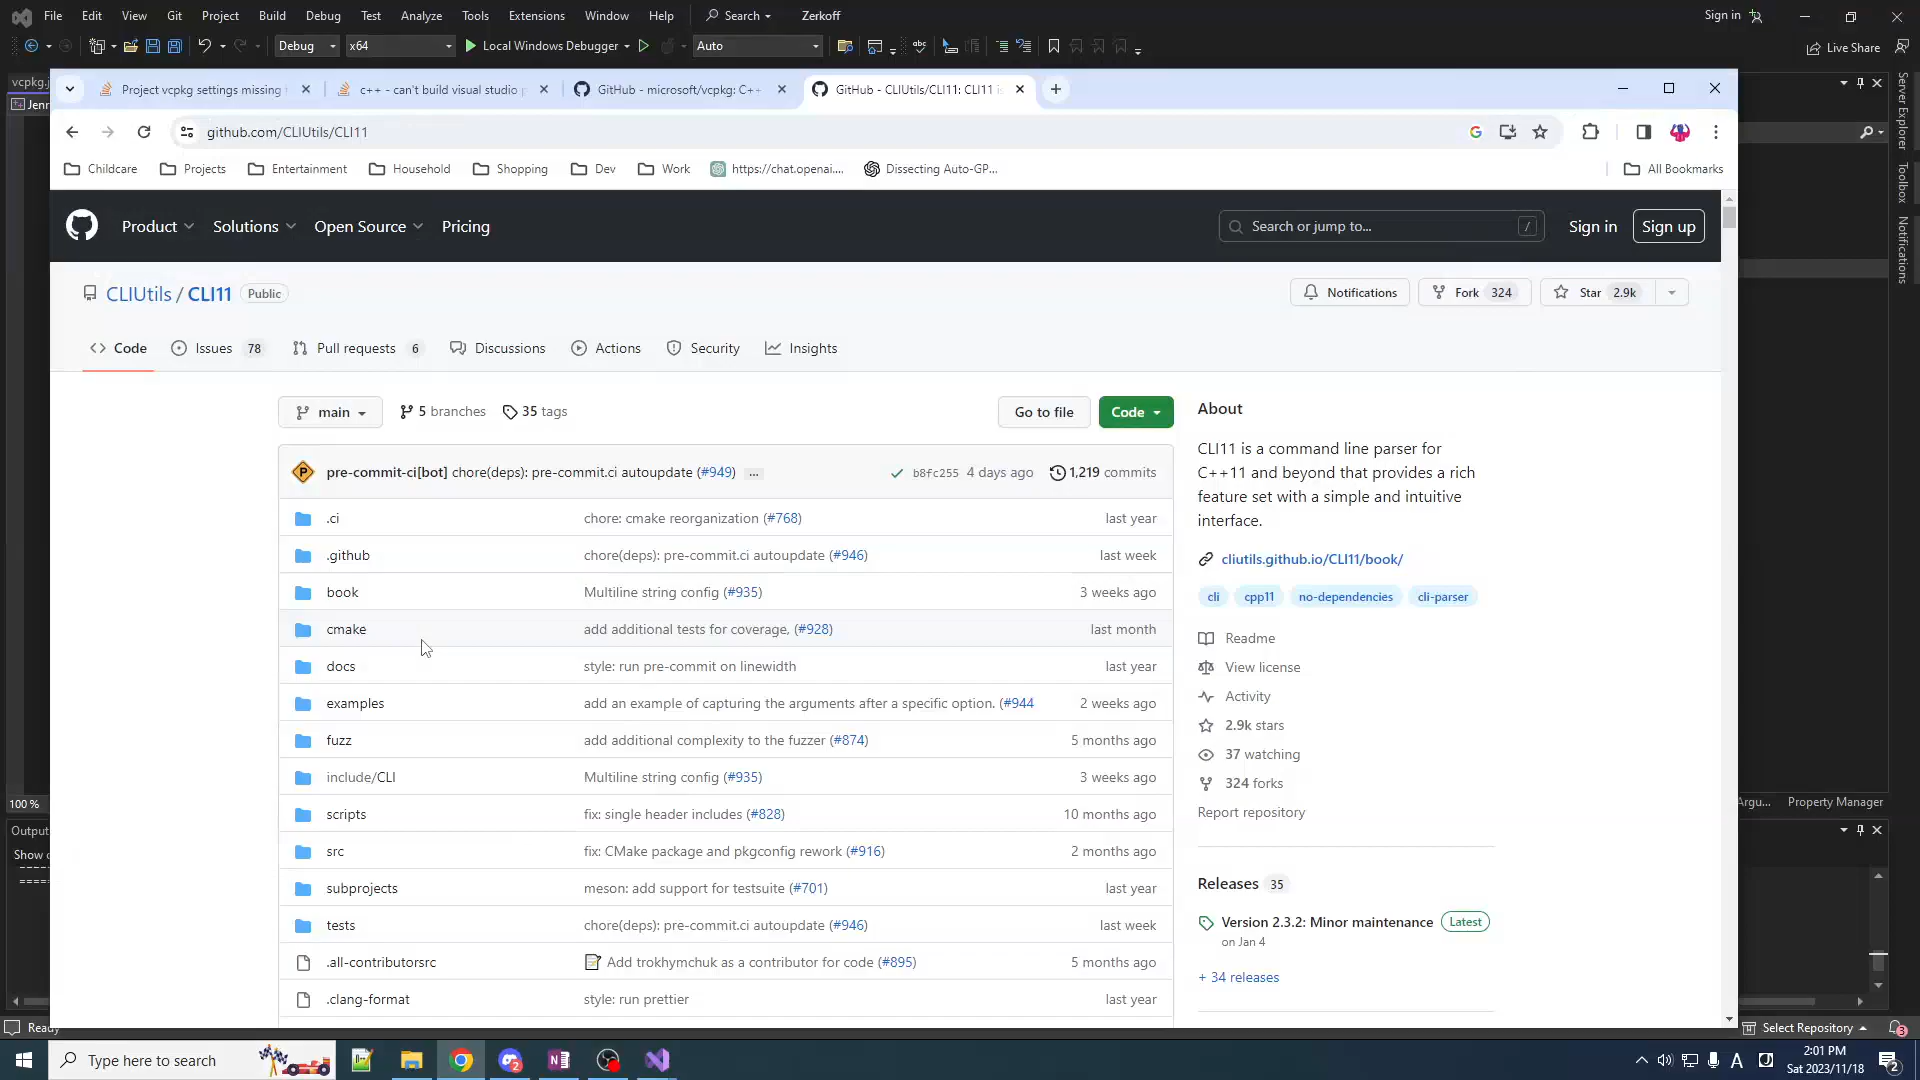 File Edit View Git Project Build Debug Test Analyze Tools Extensions Window Help Search Zerkoff Sign in
Debug x64 Local Windows Debugger Auto Live Share
vcpkg.j
Jenr
Project vcpkg settings missing
c++ - can't build visual studio p
GitHub - microsoft/vcpkg: C++
GitHub - CLIUtils/CLI11: CLI11 is
github.com/CLIUtils/CLI11
Childcare Projects Entertainment Household Shopping Dev Work https://chat.openai.... Dissecting Auto-GP... All Bookmarks
Server Explorer
Toolbox
Notifications
Product Solutions Open Source Pricing Search or jump to... / Sign in Sign up
CLIUtils / CLI11 Public Notifications Fork 324 Star 2.9k
Code Issues 78 Pull requests 6 Discussions Actions Security Insights
main 5 branches 35 tags Go to file Code
pre-commit-ci[bot] chore(deps): pre-commit.ci autoupdate (#949) ... b8fc255 4 days ago 1,219 commits
.ci chore: cmake reorganization (#768) last year
.github chore(deps): pre-commit.ci autoupdate (#946) last week
book Multiline string config (#935) 3 weeks ago
cmake add additional tests for coverage, (#928) last month
docs style: run pre-commit on linewidth last year
examples add an example of capturing the arguments after a specific option. (#944 2 weeks ago
fuzz add additional complexity to the fuzzer (#874) 5 months ago
include/CLI Multiline string config (#935) 3 weeks ago
scripts fix: single header includes (#828) 10 months ago
src fix: CMake package and pkgconfig rework (#916) 2 months ago
subprojects meson: add support for testsuite (#701) last year
tests chore(deps): pre-commit.ci autoupdate (#946) last week
.all-contributorsrc Add trokhymchuk as a contributor for code (#895) 5 months ago
.clang-format style: run prettier last year
About
CLI11 is a command line parser for
C++11 and beyond that provides a rich
feature set with a simple and intuitive
interface.
cliutils.github.io/CLI11/book/
cli cpp11 no-dependencies cli-parser
Readme
View license
Activity
2.9k stars
37 watching
324 forks
Report repository
Releases 35
Version 2.3.2: Minor maintenance Latest
on Jan 4
+ 34 releases
100 %
Argu... Property Manager
Output
Show o
=====
=====
Ready
Select Repository
3
Type here to search
2
A
2:01 PM
Sat 2023/11/18
2